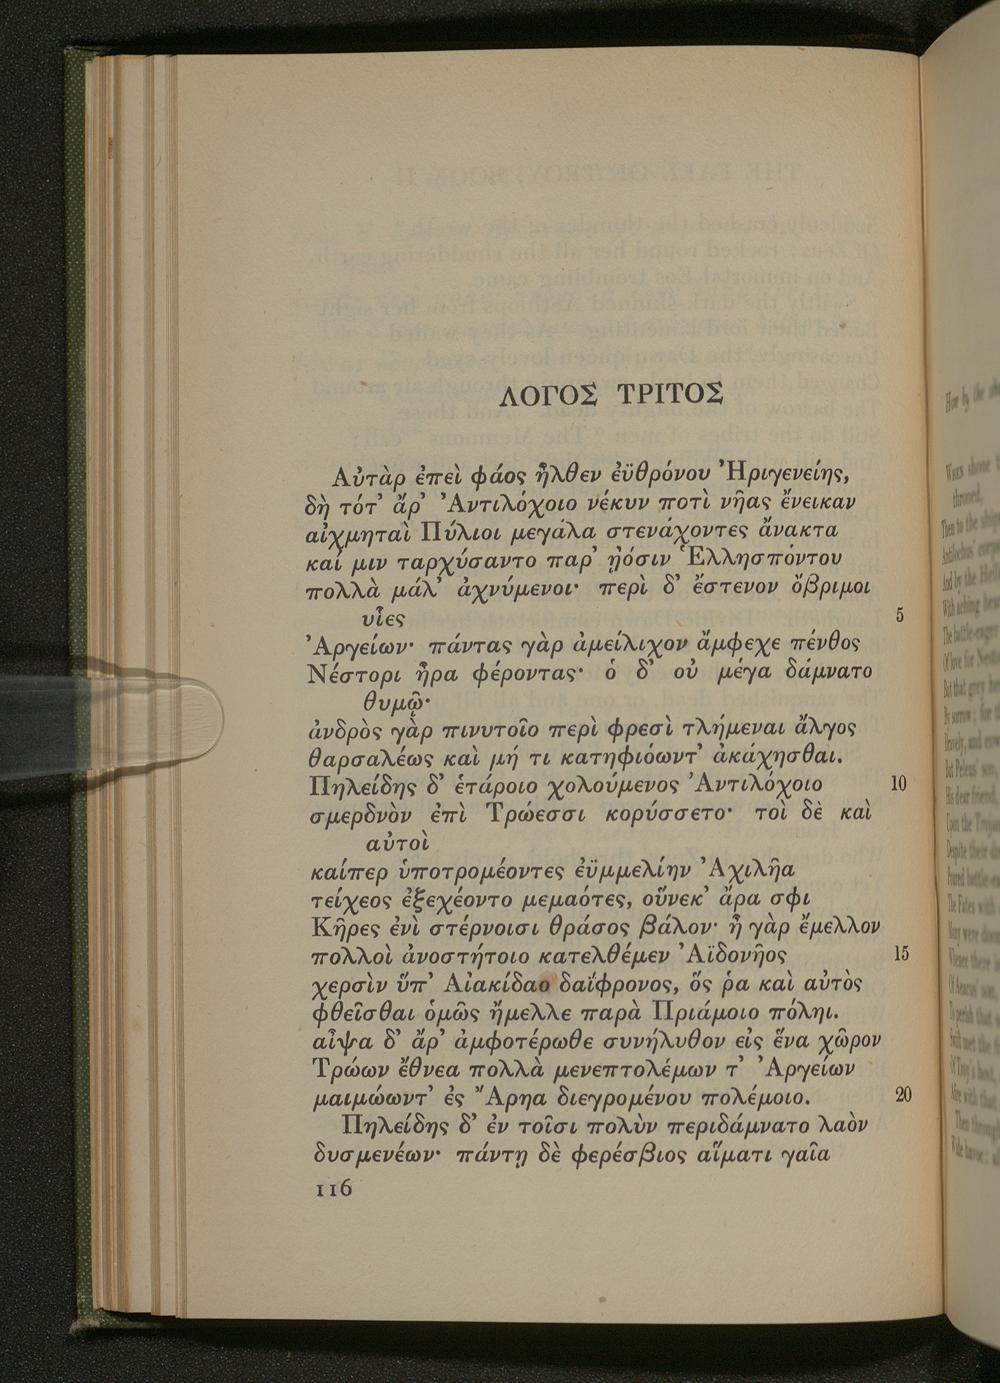 ΛΟΓΟΣ ΤΡΙΤΟΣ
Αὐτὰρ ἐπεὶ φάος ἦλθεν ἐϋθρόνου Ἠριγενείης,
δὴ τότ’ ἄρ’ Ἀντιλόχοιο νέκυν ποτὶ νῆας ἔνεικαν
αἰχμηταὶ Πύλιοι μεγάλα στενάχοντες ἄνακτα
καί μιν ταρχύσαντο παρ’ ᾐόσιν Ἑλλησπόντου
πολλὰ μάλ’ ἀχνύμενοι· περὶ δ’ ἔστενον ὄβριμοι
υἷες 5
Ἀργείων· πάντας γὰρ ἀμείλιχον ἄμφεχε πένθος
Νέστορι ἦρα φέροντας· ὁ δ’ οὐ μέγα δάμνατο
θυμῷ·
ἀνδρὸς γὰρ πινυτοῖο περὶ φρεσὶ τλήμεναι ἄλγος
θαρσαλέως καὶ μή τι κατηφιόωντ’ ἀκάχησθαι.
Πηλείδης δ’ ἑτάροιο χολούμενος Ἀντιλόχοιο 10
σμερδνὸν ἐπὶ Τρώεσσι κορύσσετο· τοὶ δὲ καὶ
αὐτοὶ
καίπερ ὑποτρομέοντες ἐϋμμελίην Ἀχιλῆα
τείχεος ἐξεχέοντο μεμαότες, οὕνεκ’ ἄρα σφι
Κῆρες ἐνὶ στέρνοισι θράσος βάλον· ἦ γὰρ ἔμελλον
πολλοὶ ἀνοστήτοιο κατελθέμεν Ἀϊδονῆος 15
χερσὶν ὕπ’ Αἰακίδαο δαΐφρονος, ὅς ῥα καὶ αὐτὸς
φθεῖσθαι ὁμῶς ἤμελλε παρὰ Πριάμοιο πόληι.
αἶψα δ’ ἄρ’ ἀμφοτέρωθε συνήλυθον εἰς ἕνα χῶρον
Τρώων ἔθνεα πολλὰ μενεπτολέμων τ’ Ἀργείων
μαιμώωντ’ ἐς Ἄρηα διεγρομένου πολέμοιο. 20
Πηλείδης δ’ ἐν τοῖσι πολὺν περιδάμνατο λαὸν
δυσμενέων· πάντῃ δὲ φερέσβιος αἵματι γαῖα
116